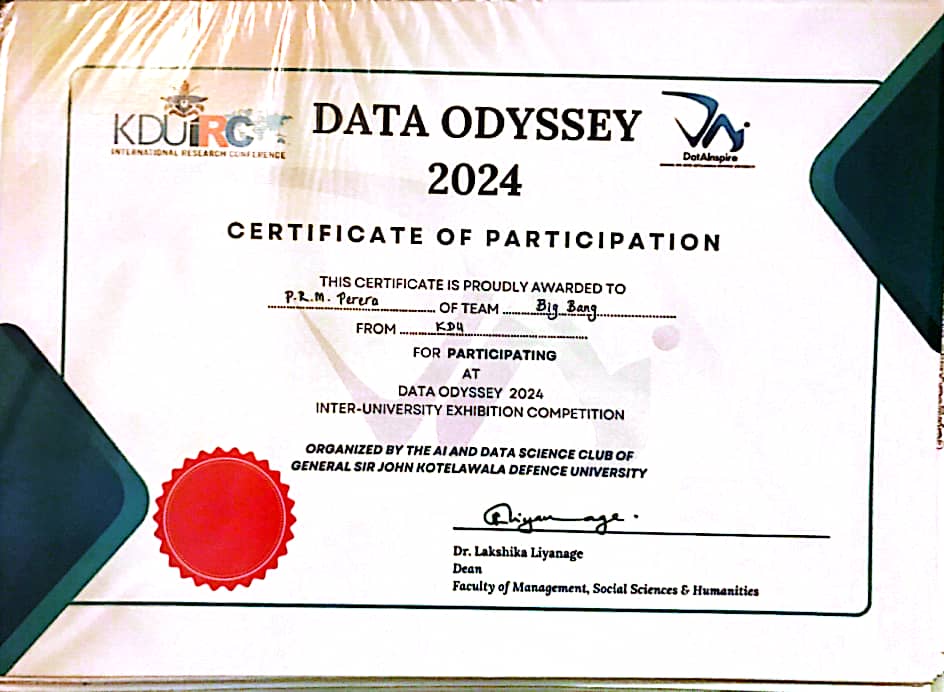 KDUIRC
INTERNATIONAL RESEARCH CONFERENCE
DATA ODYSSEY
2024
DatAInspire
CERTIFICATE OF PARTICIPATION
THIS CERTIFICATE IS PROUDLY AWARDED TO
P.R.M. Perera OF TEAM Big Bang
FROM KDU
FOR PARTICIPATING
AT
DATA ODYSSEY 2024
INTER-UNIVERSITY EXHIBITION COMPETITION
ORGANIZED BY THE AI AND DATA SCIENCE CLUB OF
GENERAL SIR JOHN KOTELAWALA DEFENCE UNIVERSITY
Dr. Lakshika Liyanage
Dean
Faculty of Management, Social Sciences & Humanities